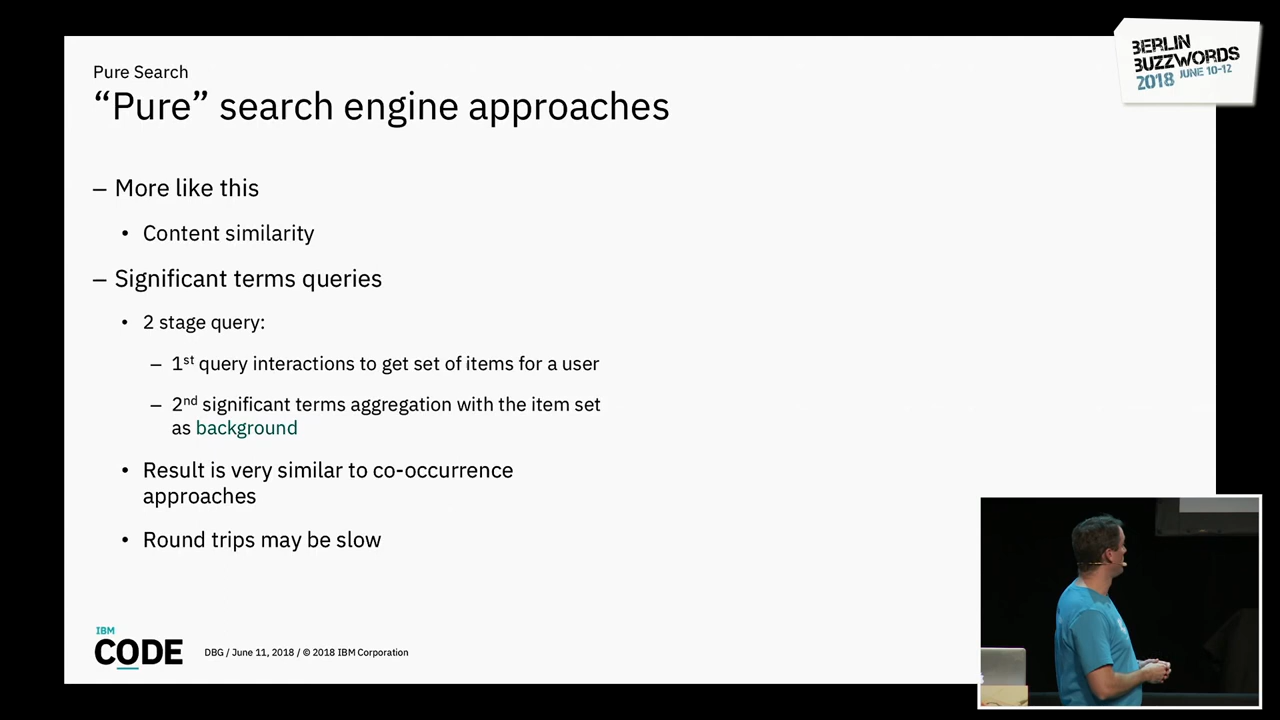 Pure Search
“Pure” search engine approaches
– More like this
• Content similarity
– Significant terms queries
• 2 stage query:
– 1st query interactions to get set of items for a user
– 2nd significant terms aggregation with the item set
as background
• Result is very similar to co-occurrence
approaches
• Round trips may be slow
IBM
CODE
DBG / June 11, 2018 / © 2018 IBM Corporation
BERLIN
BUZZWORDS
2018 JUNE 10-12